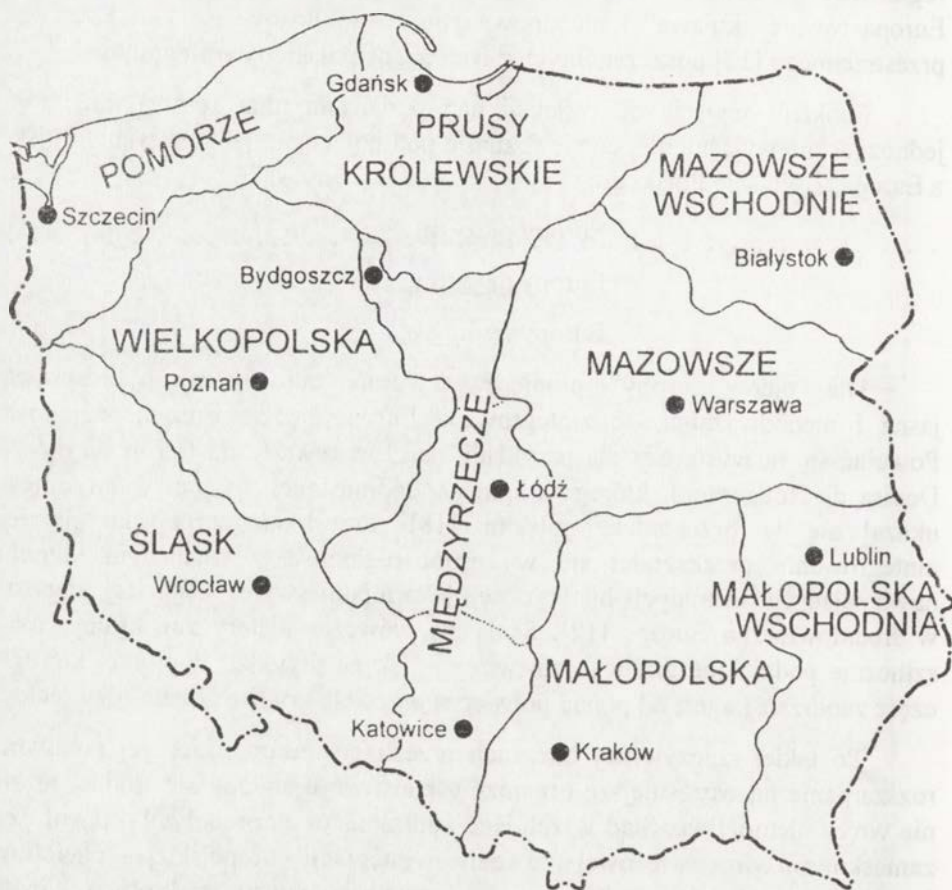 Gdańsk
POMORZE
PRUSY
KRÓLEWSKIE
MAZOWSZE
WSCHODNIE
Szczecin
Bydgoszcz
Białystok
WIELKOPOLSKA
MAZOWSZE
Poznań
Warszawa
MIĘDZYRZECZE
Łódź
ŚLĄSK
Lublin
Wrocław
MAŁOPOLSKA
WSCHODNIA
MAŁOPOLSKA
Katowice
Kraków